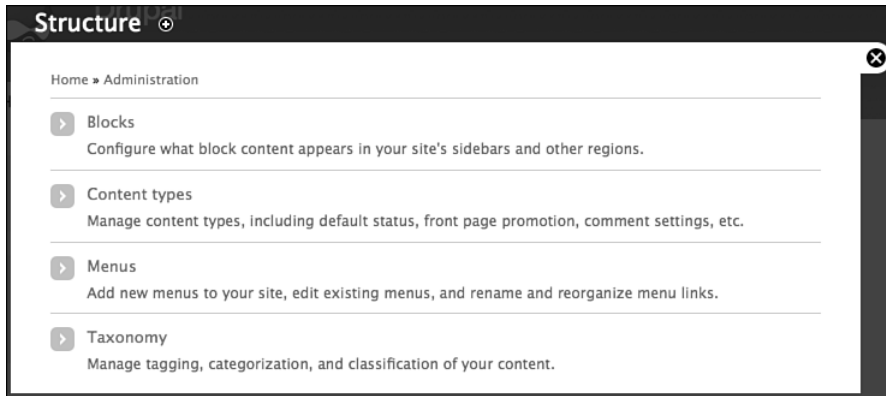 Drupal
Structure
Home » Administration
Blocks
Configure what block content appears in your site's sidebars and other regions.
Content types
Manage content types, including default status, front page promotion, comment settings, etc.
Menus
Add new menus to your site, edit existing menus, and rename and reorganize menu links.
Taxonomy
Manage tagging, categorization, and classification of your content.